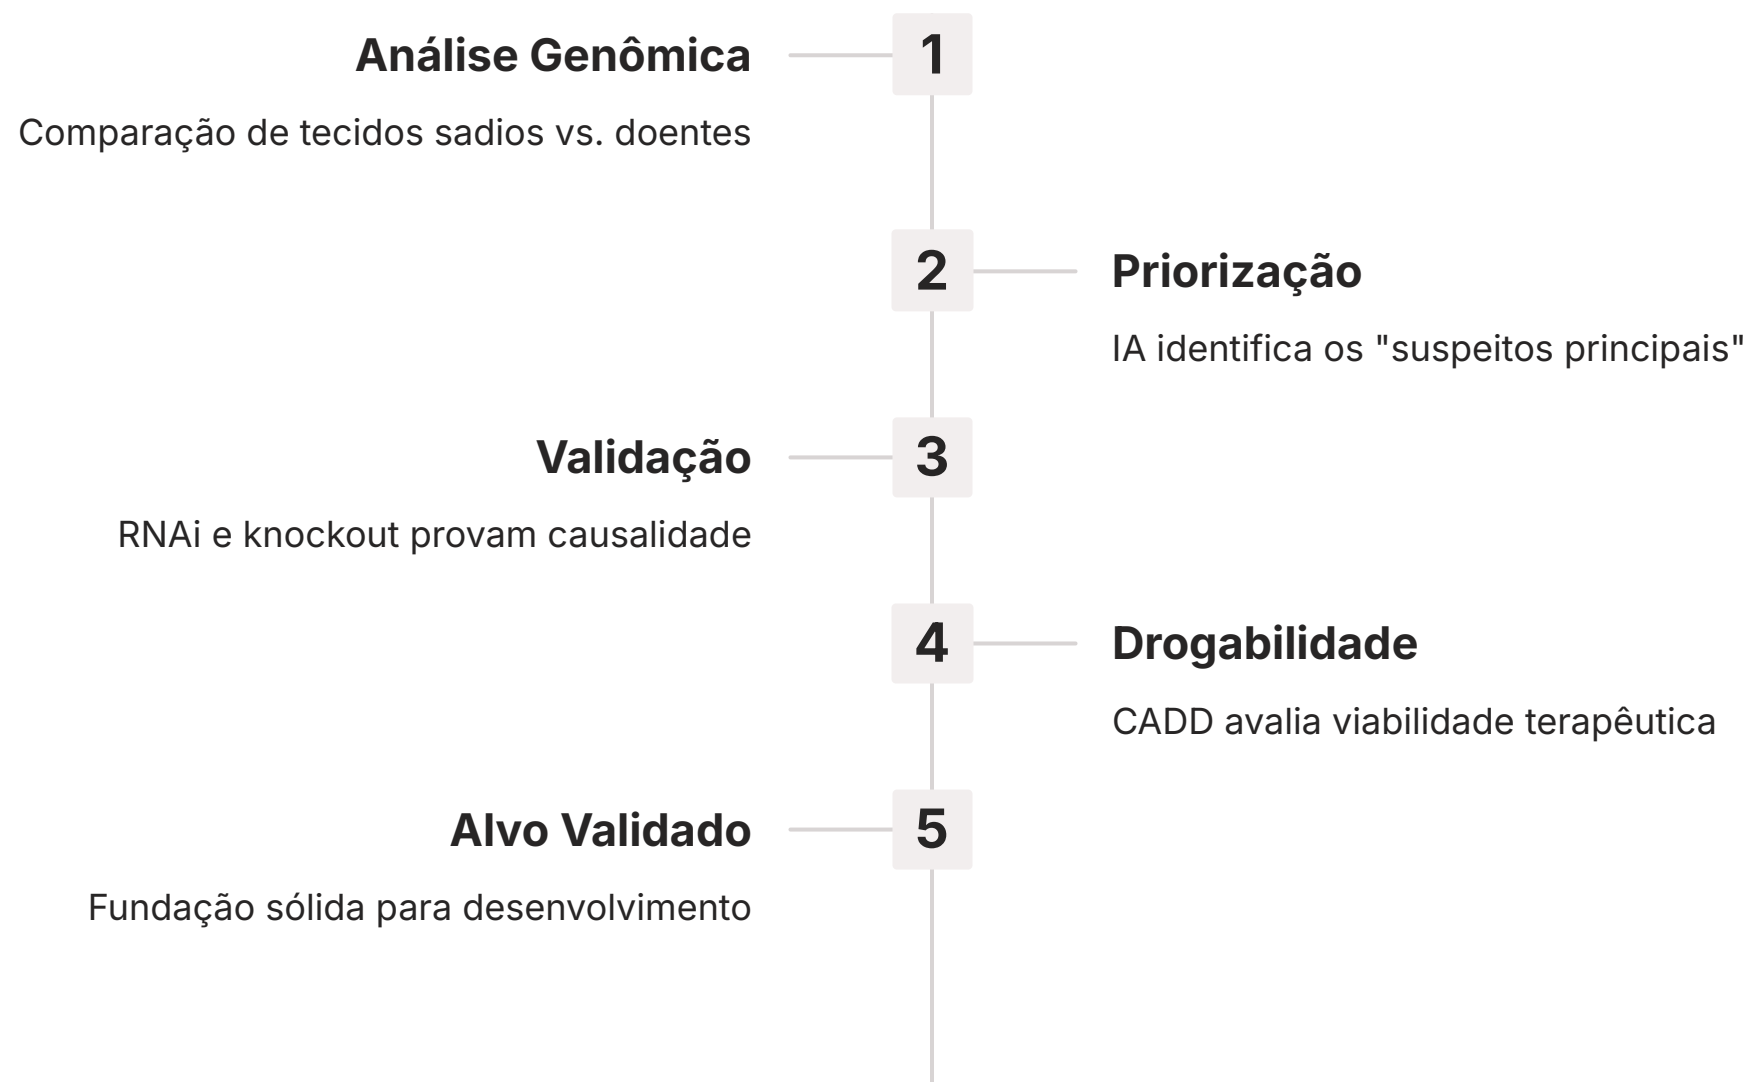 1
Análise Genômica
Comparação de tecidos sadios vs. doentes
2
Priorização
IA identifica os "suspeitos principais"
3
Validação
RNAi e knockout provam causalidade
4
Drogabilidade
CADD avalia viabilidade terapêutica
5
Alvo Validado
Fundação sólida para desenvolvimento